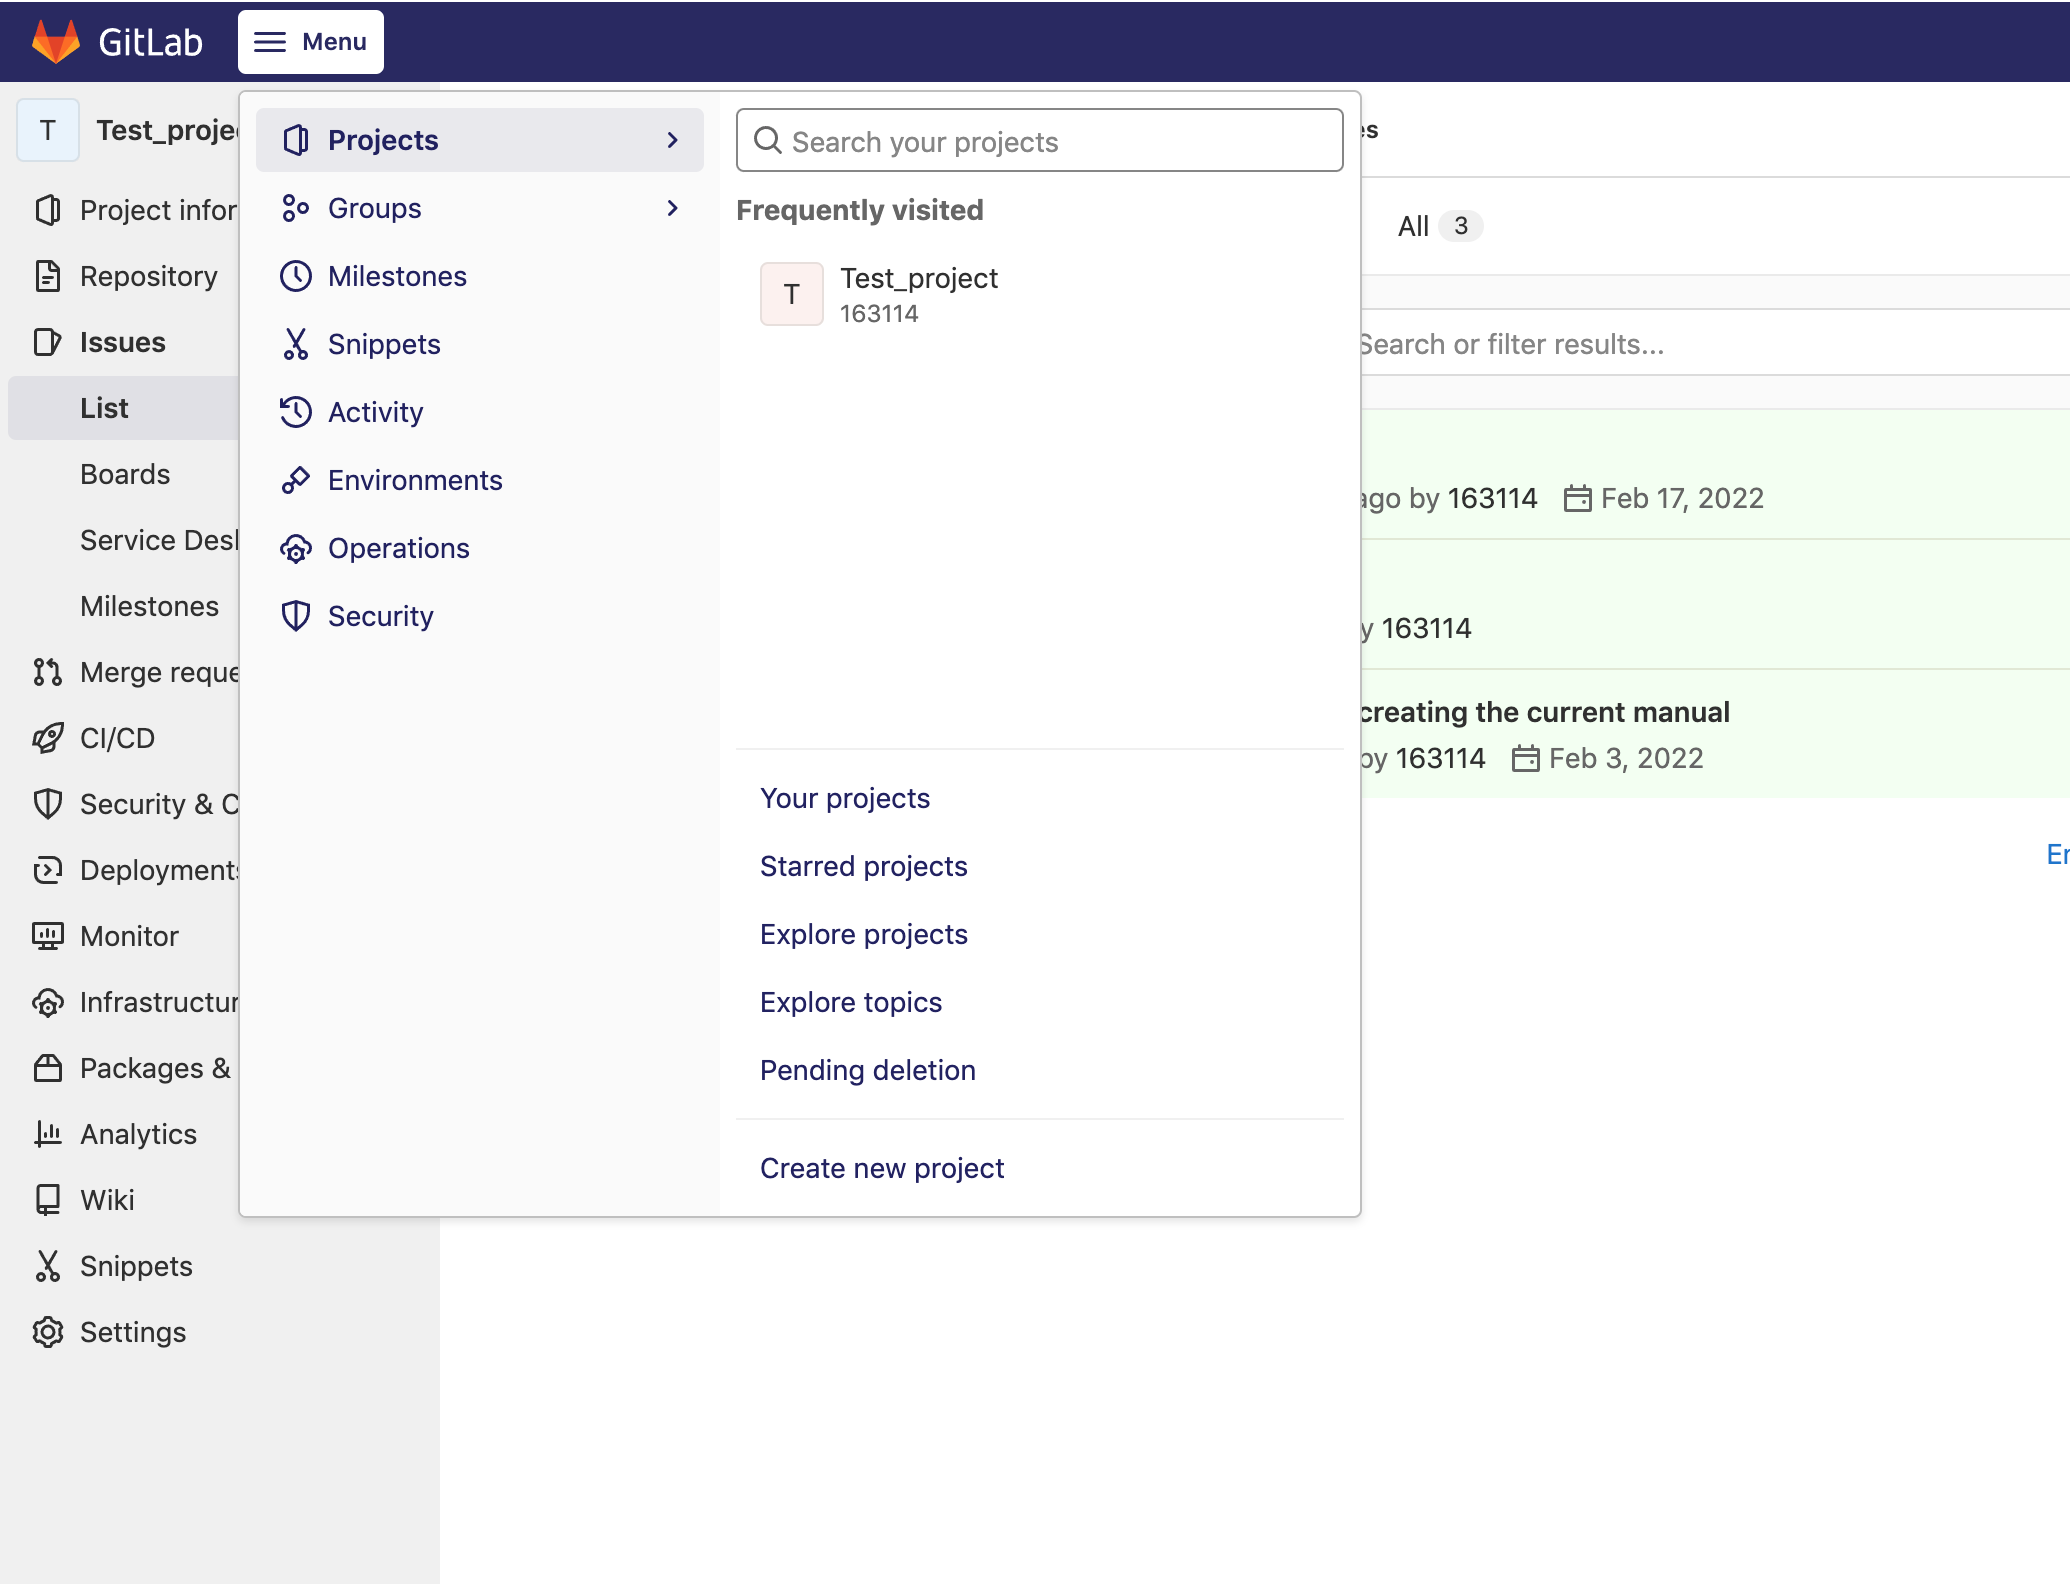 GitLab
Menu
T
Test_proje
Project infor
Repository
Issues
List
Boards
Service Desk
Milestones
Merge reque
CI/CD
Security & C
Deployments
Monitor
Infrastructur
Packages &
Analytics
Wiki
Snippets
Settings
Projects
Groups
Milestones
Snippets
Activity
Environments
Operations
Security
Search your projects
Frequently visited
T
Test_project
163114
Your projects
Starred projects
Explore projects
Explore topics
Pending deletion
Create new project
es
All 3
Search or filter results...
ago by 163114 Feb 17, 2022
y 163114
creating the current manual
by 163114 Feb 3, 2022
Er